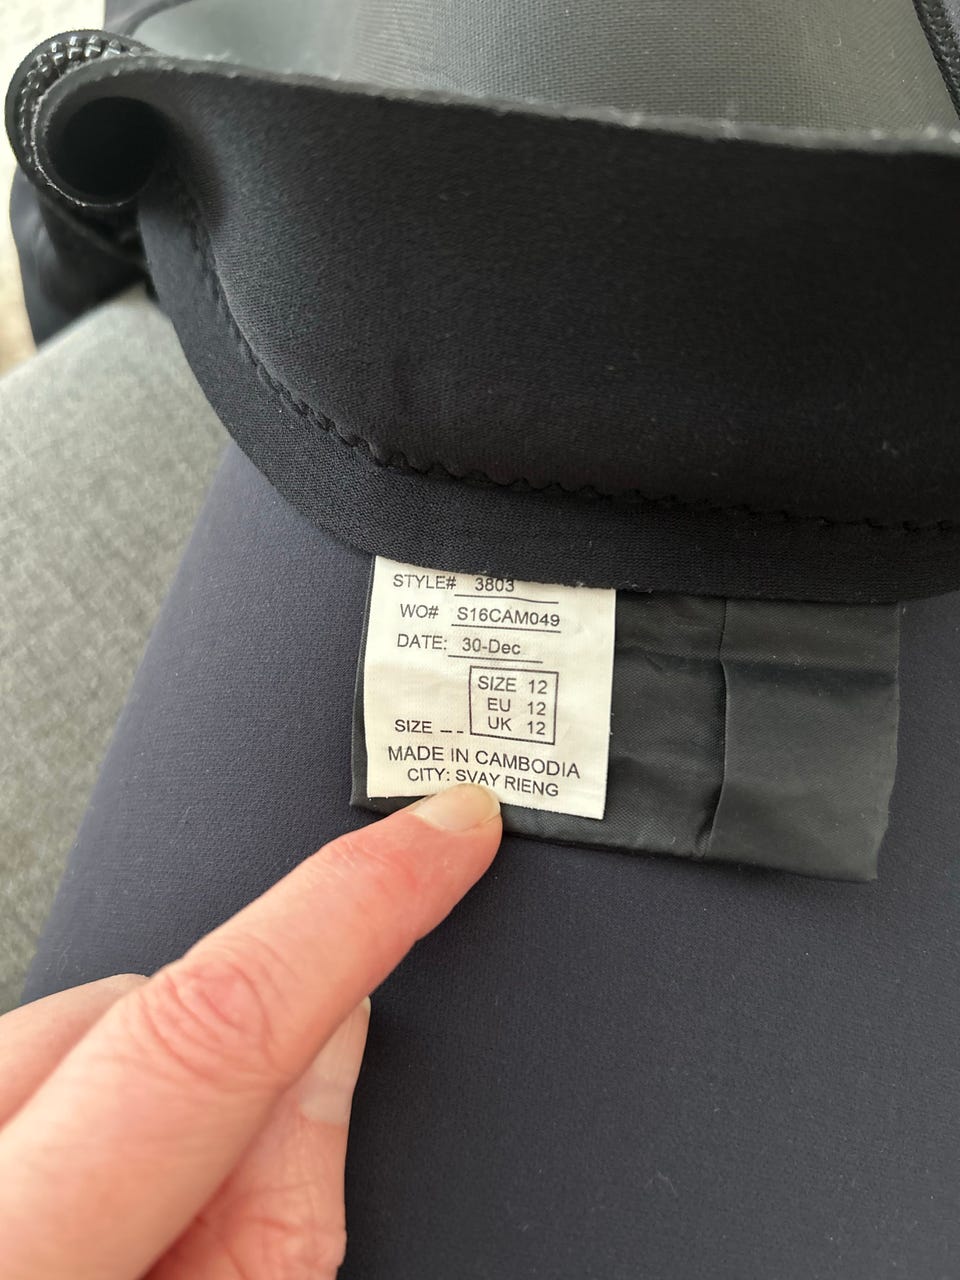 STYLE# 3803
WO# S16CAM049
DATE: 30-Dec
SIZE 12
EU 12
UK 12
SIZE _ _
MADE IN CAMBODIA
CITY: SVAY RIENG